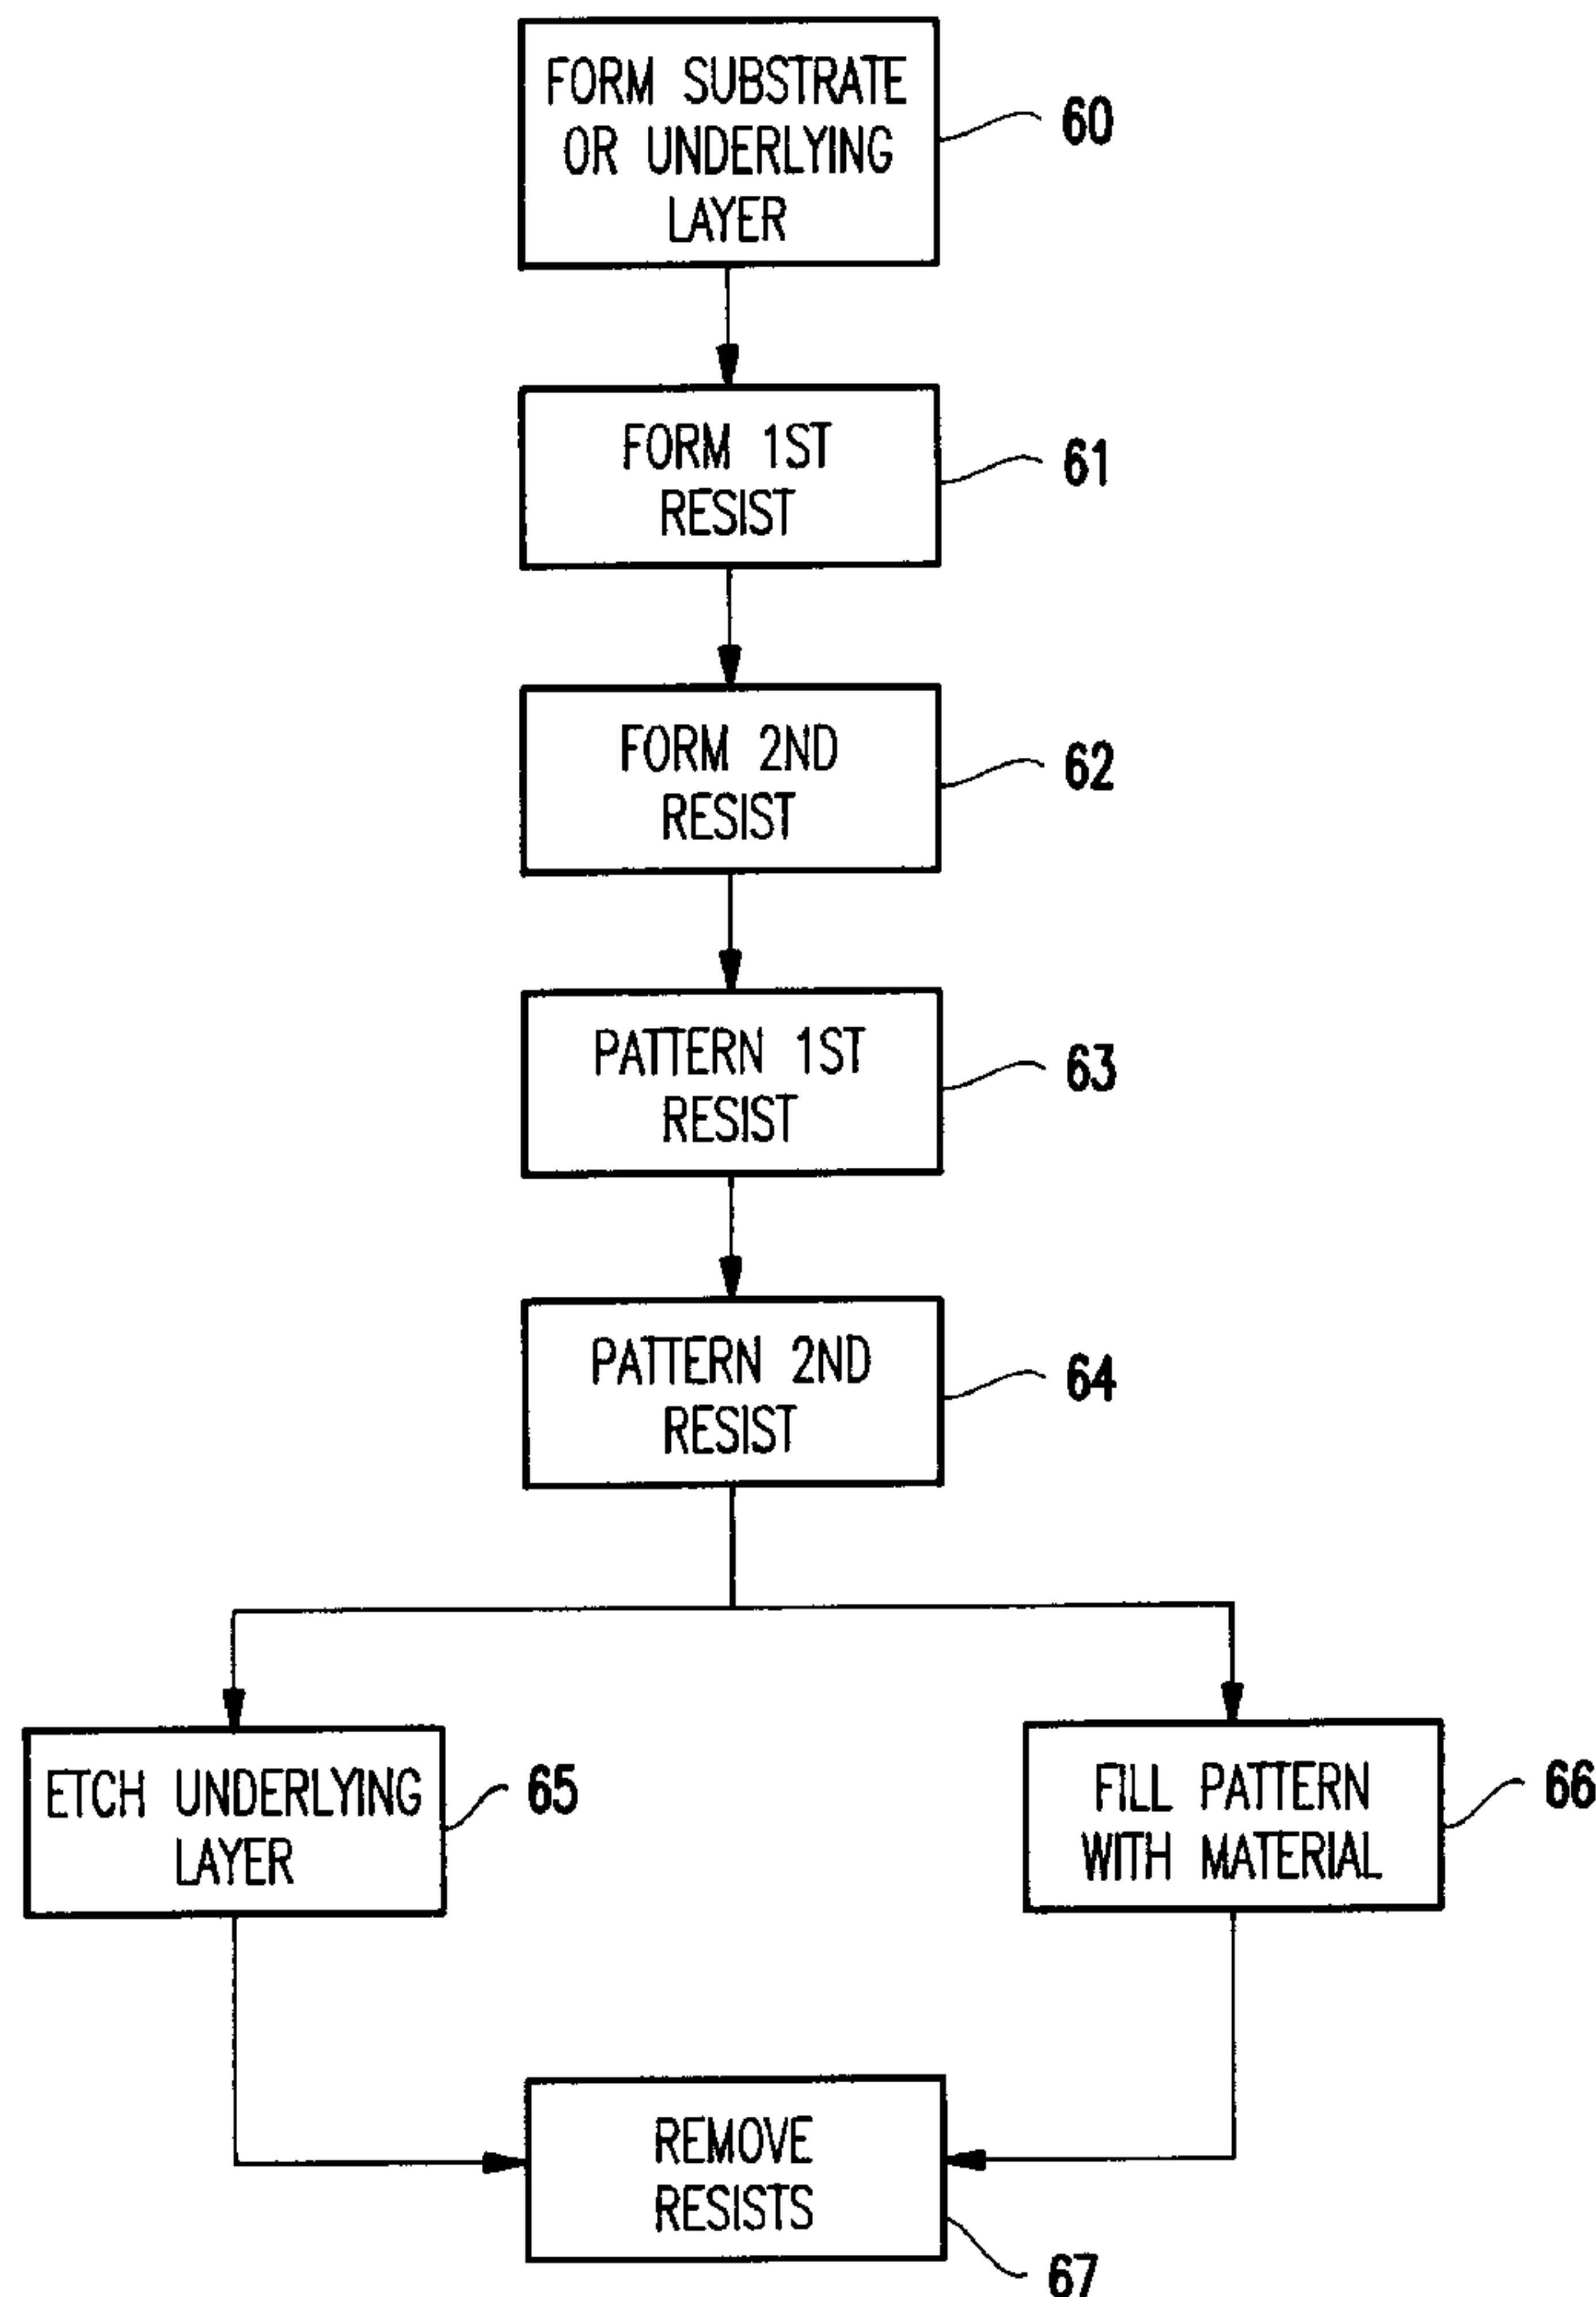 FORM SUBSTRATE
OR UNDERLYING
LAYER
60
FORM 1ST
RESIST
61
FORM 2ND
RESIST
62
PATTERN 1ST
RESIST
63
PATTERN 2ND
RESIST
64
ETCH UNDERLYING
LAYER
65
FILL PATTERN
WITH MATERIAL
66
REMOVE
RESISTS
67